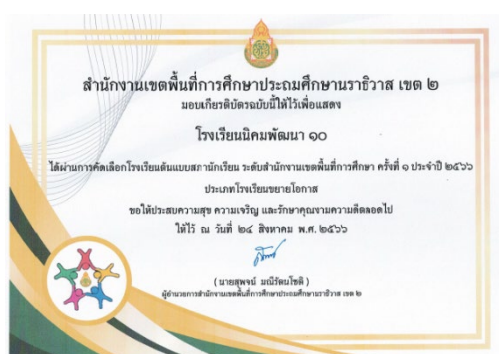 สำนักงานเขตพื้นที่การศึกษาประถมศึกษานราธิวาส เขต ๒
มอบเกียรติบัตรฉบับนี้ให้ไว้เพื่อแสดง
โรงเรียนนิคมพัฒนา ๑๐
ได้ผ่านการคัดเลือกโรงเรียนต้นแบบสภานักเรียน ระดับสำนักงานเขตพื้นที่การศึกษา ครั้งที่ ๑ ประจำปี ๒๕๖๖
ประเภทโรงเรียนขยายโอกาส
ขอให้ประสบความสุข ความเจริญ และรักษาคุณงามความดีตลอดไป
ให้ไว้ ณ วันที่ ๒๔ สิงหาคม พ.ศ. ๒๕๖๖
( นายสุพจน์ มณีรัตนโชติ )
ผู้อำนวยการสำนักงานเขตพื้นที่การศึกษาประถมศึกษานราธิวาส เขต ๒